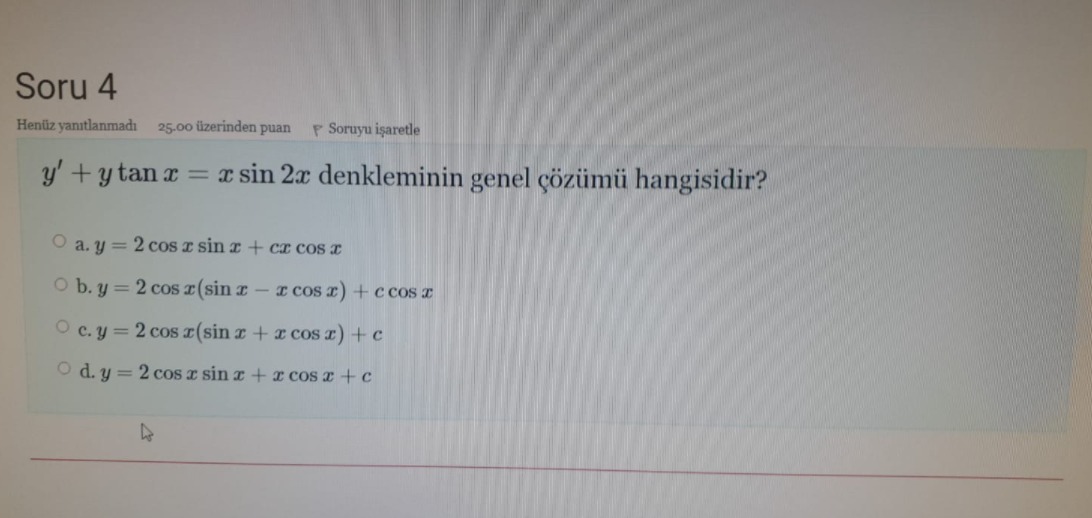 Soru 4
Henüz yanıtlanmadı 25.00 üzerinden puan Soruyu işaretle
y′ + y tan x = x sin 2x denkleminin genel çözümü hangisidir?
a. y = 2 cos x sin x + cx cos x
b. y = 2 cos x(sin x − x cos x) + c cos x
c. y = 2 cos x(sin x + x cos x) + c
d. y = 2 cos x sin x + x cos x + c